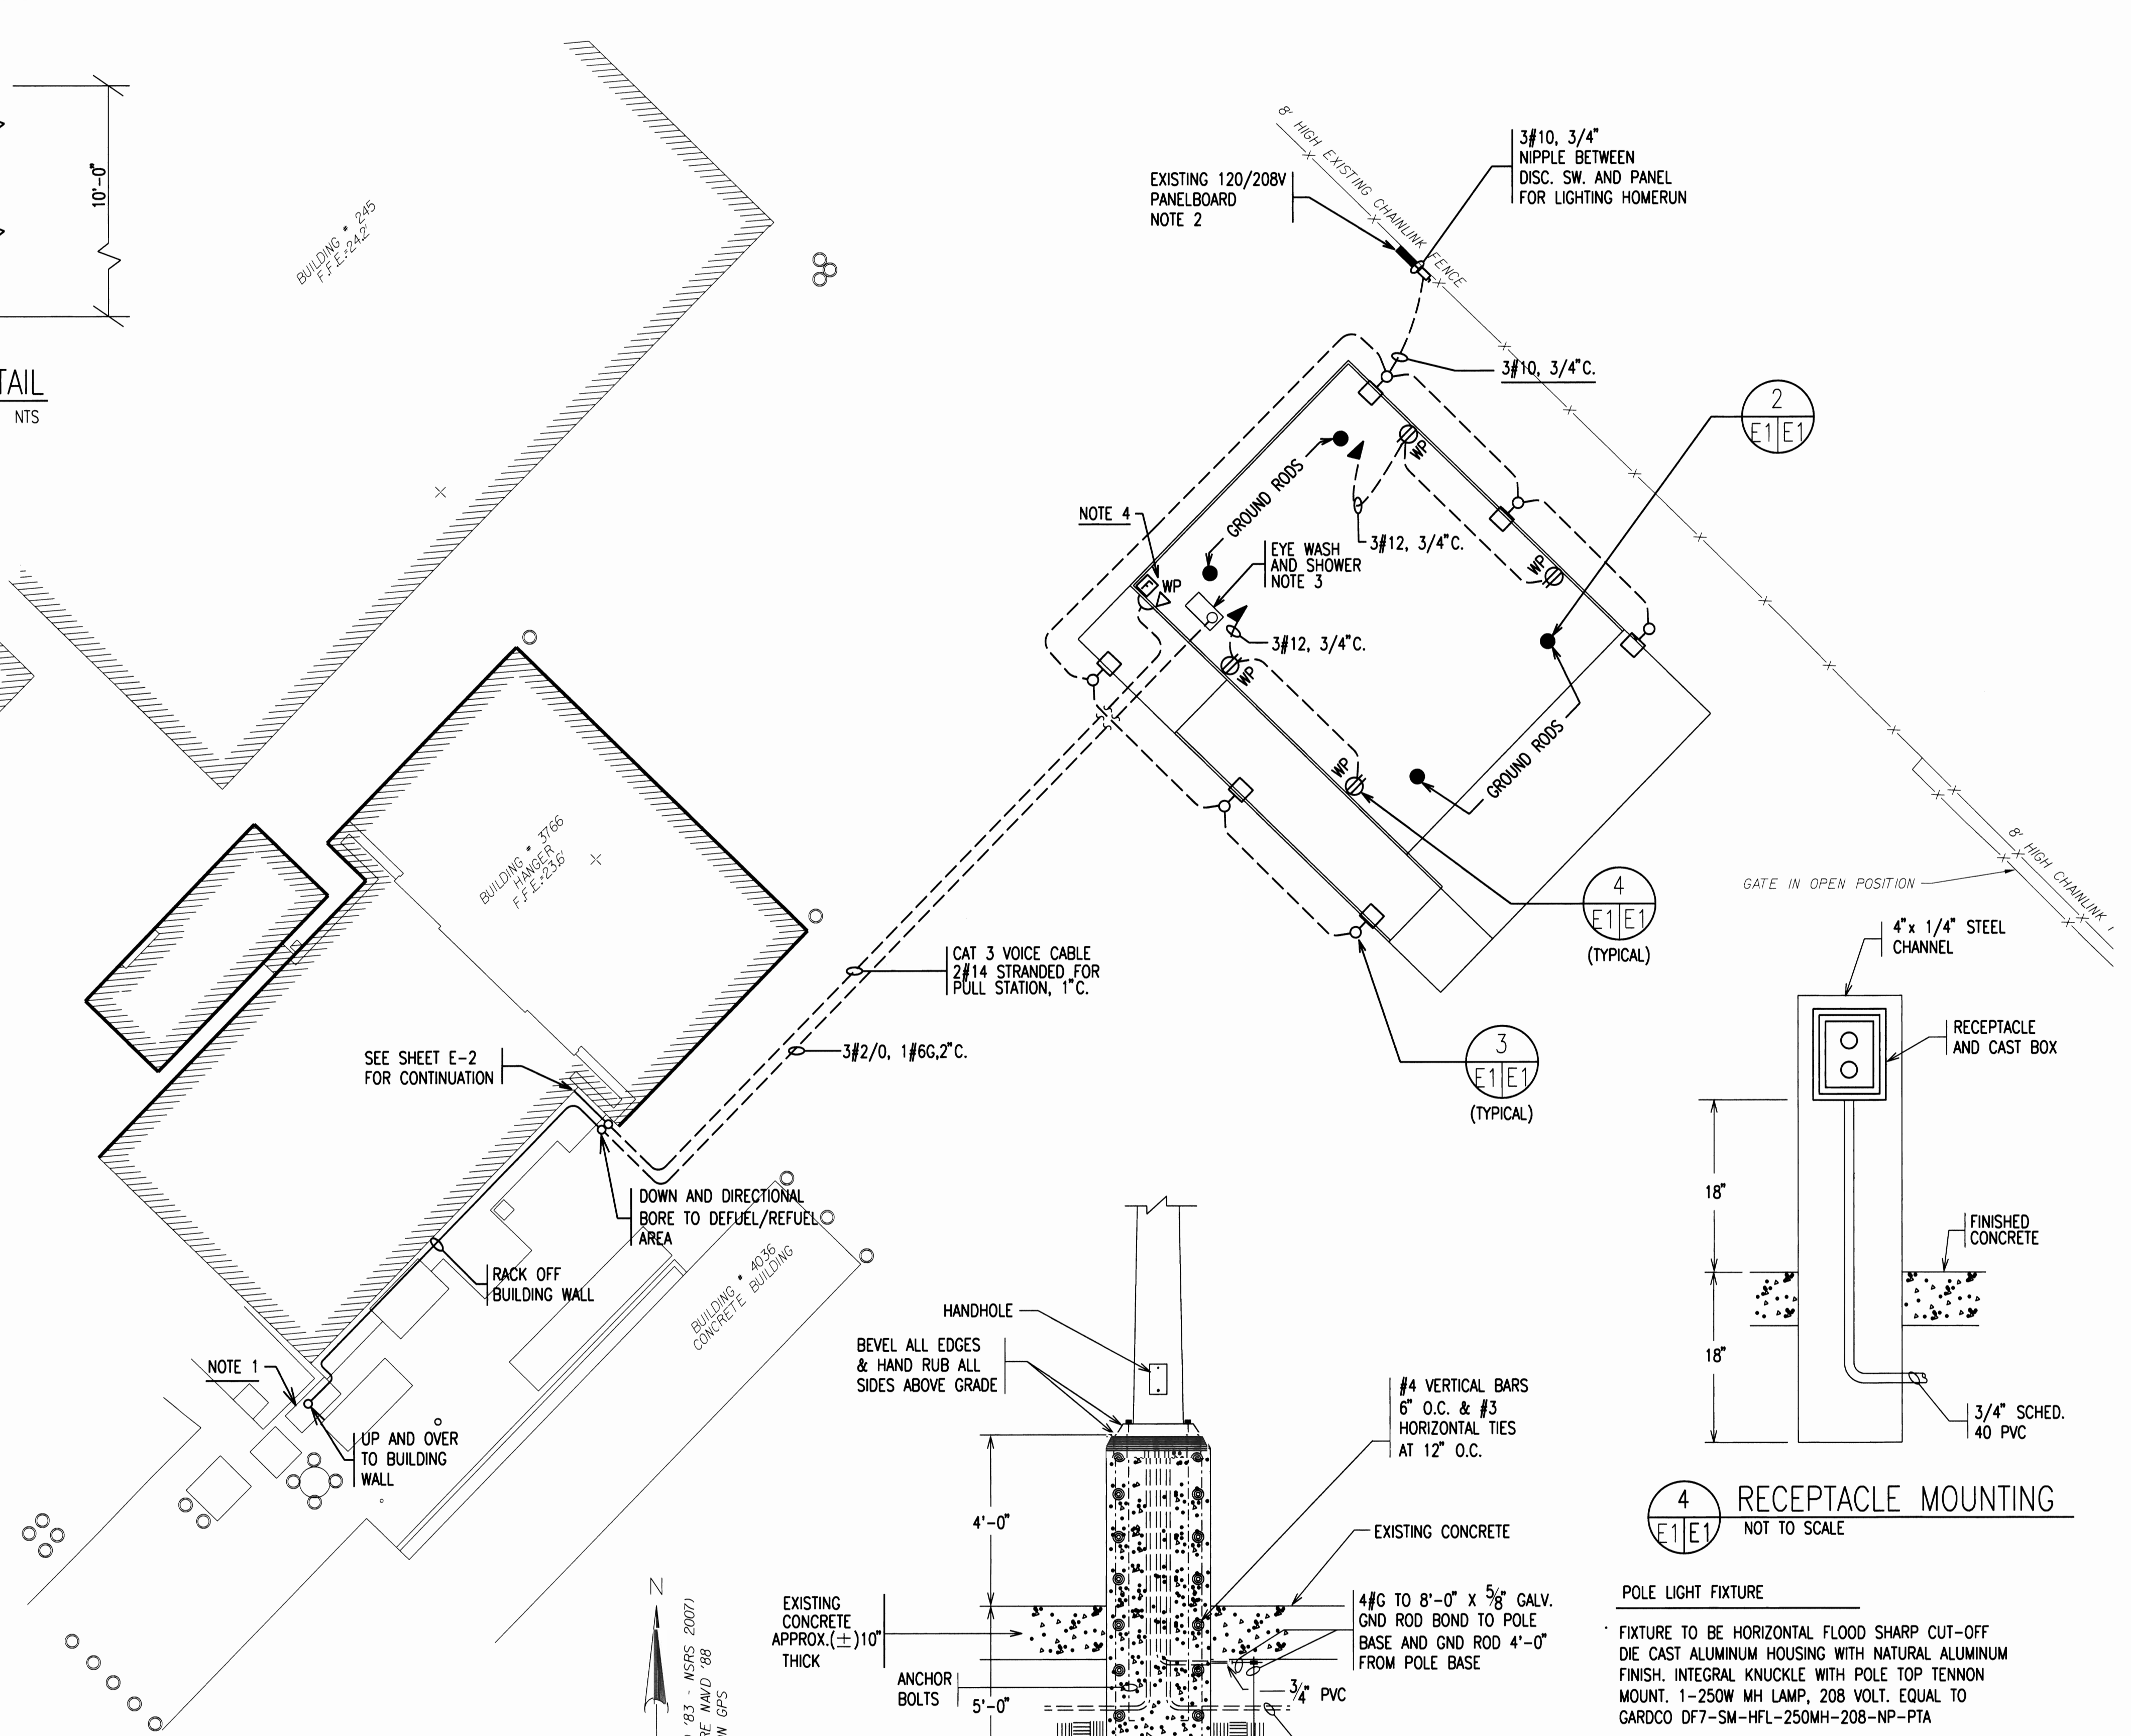 10'-0"
TAIL
NTS
BUILDING # 245
F.F.E.=24.2'
8' HIGH EXISTING CHAINLINK FENCE
EXISTING 120/208V
PANELBOARD
NOTE 2
3#10, 3/4"
NIPPLE BETWEEN
DISC. SW. AND PANEL
FOR LIGHTING HOMERUN
3#10, 3/4"C.
2
E1 E1
GROUND RODS
WP
NOTE 4
EYE WASH
AND SHOWER
NOTE 3
3#12, 3/4"C.
WP
F
WP
3#12, 3/4"C.
WP
WP
GROUND RODS
BUILDING # 3766
HANGER
F.F.E.=23.6'
4
E1 E1
(TYPICAL)
GATE IN OPEN POSITION
8' HIGH CHAINLINK
CAT 3 VOICE CABLE
2#14 STRANDED FOR
PULL STATION, 1"C.
3#2/0, 1#6G,2"C.
3
E1 E1
(TYPICAL)
SEE SHEET E-2
FOR CONTINUATION
DOWN AND DIRECTIONAL
BORE TO DEFUEL/REFUEL
AREA
RACK OFF
BUILDING WALL
BUILDING # 4036
CONCRETE BUILDING
NOTE 1
UP AND OVER
TO BUILDING
WALL
4"x 1/4" STEEL
CHANNEL
RECEPTACLE
AND CAST BOX
18"
FINISHED
CONCRETE
18"
3/4" SCHED.
40 PVC
4
E1 E1
RECEPTACLE MOUNTING
NOT TO SCALE
HANDHOLE
BEVEL ALL EDGES
& HAND RUB ALL
SIDES ABOVE GRADE
#4 VERTICAL BARS
6" O.C. & #3
HORIZONTAL TIES
AT 12" O.C.
4'-0"
EXISTING CONCRETE
EXISTING
CONCRETE
APPROX.(±)10"
THICK
4#G TO 8'-0" X 5/8" GALV.
GND ROD BOND TO POLE
BASE AND GND ROD 4'-0"
FROM POLE BASE
ANCHOR
BOLTS
5'-0"
3/4" PVC
N
'83 - NSRS 2007)
RE NAVD '88
ON GPS
POLE LIGHT FIXTURE
FIXTURE TO BE HORIZONTAL FLOOD SHARP CUT-OFF
DIE CAST ALUMINUM HOUSING WITH NATURAL ALUMINUM
FINISH. INTEGRAL KNUCKLE WITH POLE TOP TENNON
MOUNT. 1-250W MH LAMP, 208 VOLT. EQUAL TO
GARDCO DF7-SM-HFL-250MH-208-NP-PTA